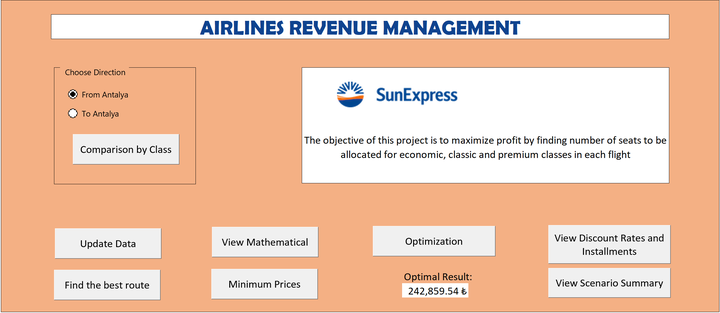 AIRLINES REVENUE MANAGEMENT
Choose Direction
From Antalya
To Antalya
Comparison by Class
SunExpress
The objective of this project is to maximize profit by finding number of seats to be
allocated for economic, classic and premium classes in each flight
Update Data
View Mathematical
Optimization
View Discount Rates and
Installments
Find the best route
Minimum Prices
Optimal Result:
242,859.54 ₺
View Scenario Summary